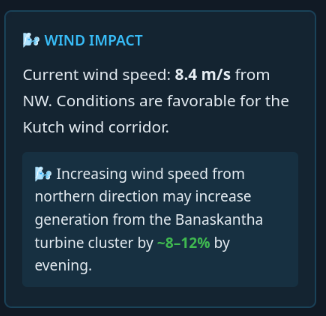 🌬 WIND IMPACT
Current wind speed: 8.4 m/s from
NW. Conditions are favorable for the
Kutch wind corridor.
🌬 Increasing wind speed from
northern direction may increase
generation from the Banaskantha
turbine cluster by ~8–12% by
evening.